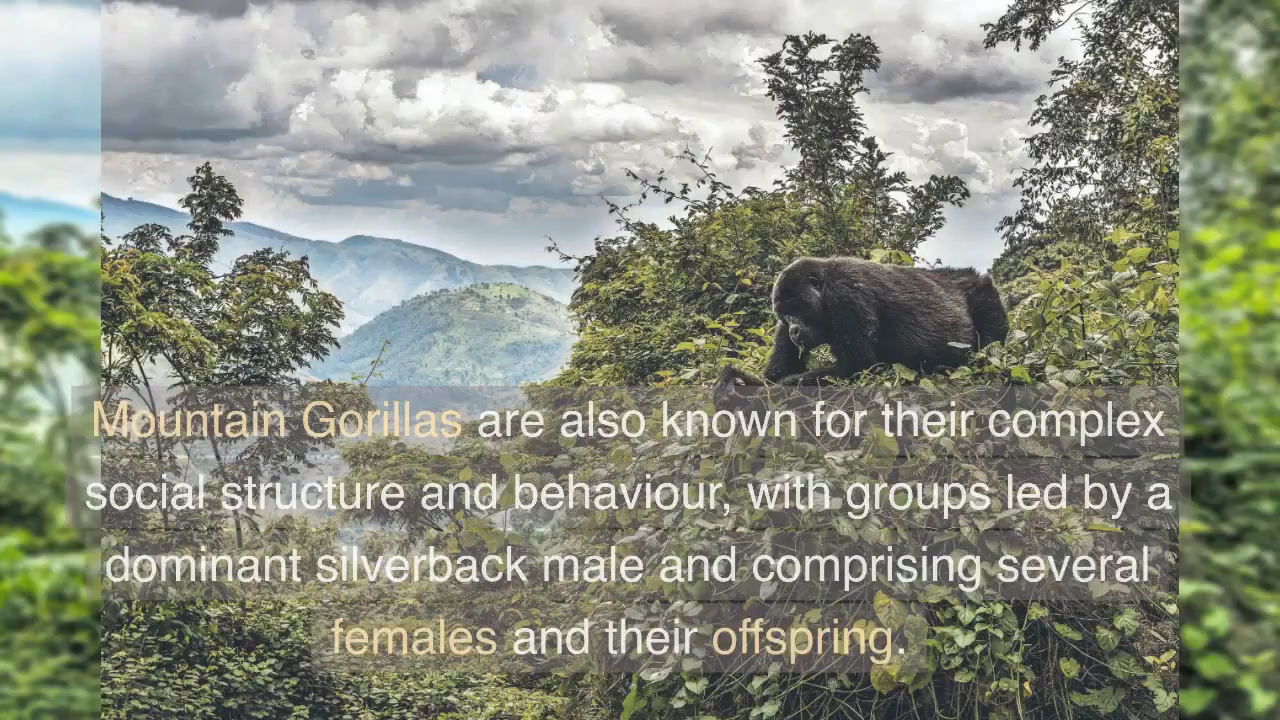 Mountain Gorillas are also known for their complex
social structure and behaviour, with groups led by a
dominant silverback male and comprising several
females and their offspring.